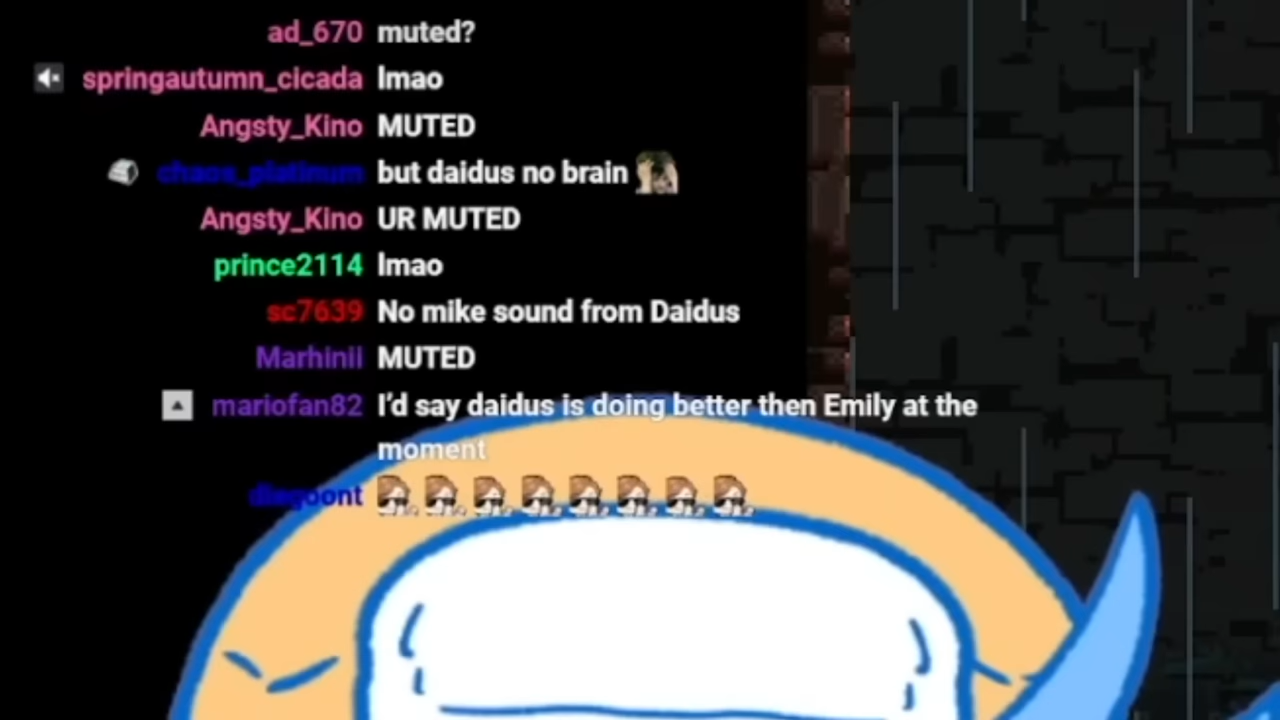 ad_670 muted?
springautumn_cicada lmao
Angsty_Kino MUTED
chaos_platinum but daidus no brain
Angsty_Kino UR MUTED
prince2114 lmao
sc7639 No mike sound from Daidus
Marhinii MUTED
mariofan82 I'd say daidus is doing better then Emily at the
moment